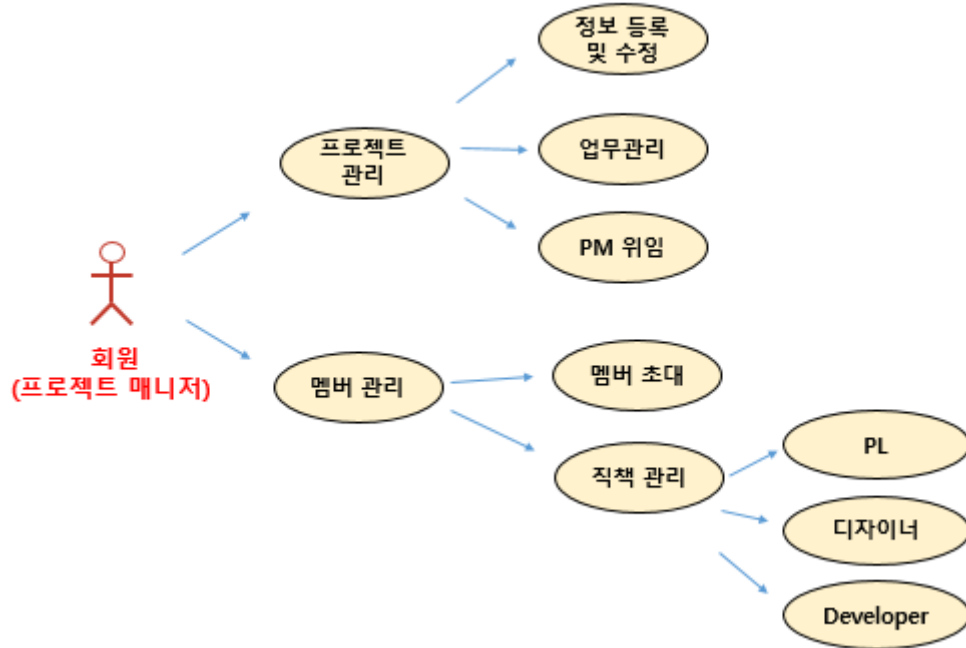 정보 등록
및 수정
프로젝트
관리
업무관리
PM 위임
회원
(프로젝트 매니저)
멤버 관리
멤버 초대
직책 관리
PL
디자이너
Developer